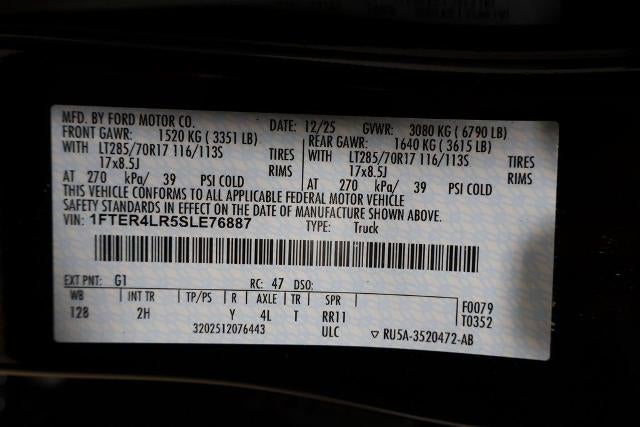 MFD. BY FORD MOTOR CO. DATE: 12/25 GVWR: 3080 KG ( 6790 LB)
FRONT GAWR: 1520 KG ( 3351 LB) REAR GAWR: 1640 KG ( 3615 LB)
WITH LT285/70R17 116/113S TIRES WITH LT285/70R17 116/113S TIRES
17x8.5J RIMS 17x8.5J RIMS
AT 270 kPa/ 39 PSI COLD AT 270 kPa/ 39 PSI COLD
THIS VEHICLE CONFORMS TO ALL APPLICABLE FEDERAL MOTOR VEHICLE
SAFETY STANDARDS IN EFFECT ON THE DATE OF MANUFACTURE SHOWN ABOVE.
VIN: 1FTER4LR5SLE76887 TYPE: Truck
EXT PNT: G1 RC: 47 DSO:
WB INT TR TP/PS R AXLE TR SPR F0079
128 2H Y 4L T RR11 T0352
3202512076443 ULC ▽ RU5A-3520472-AB